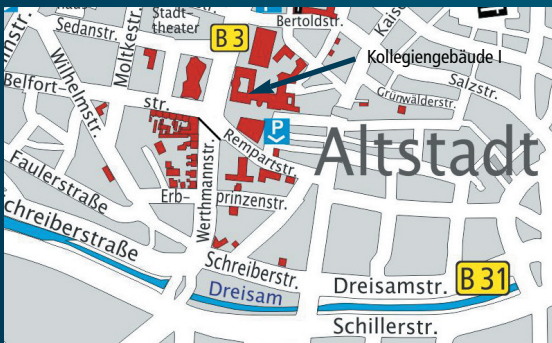 Sedanstr.
Stadt-
theater
Bertoldstr.
B 3
Moltkestr.
Wilhelmstr.
Kollegiengebäude I
Salzstr.
Grünwälderstr.
Belfort-
str.
P
Rempartstr.
Altstadt
Faulerstraße
Erb-
prinzenstr.
Werthmannstr.
Schreiberstraße
Schreiberstr.
Dreisam
Dreisamstr.
B 31
Schillerstr.